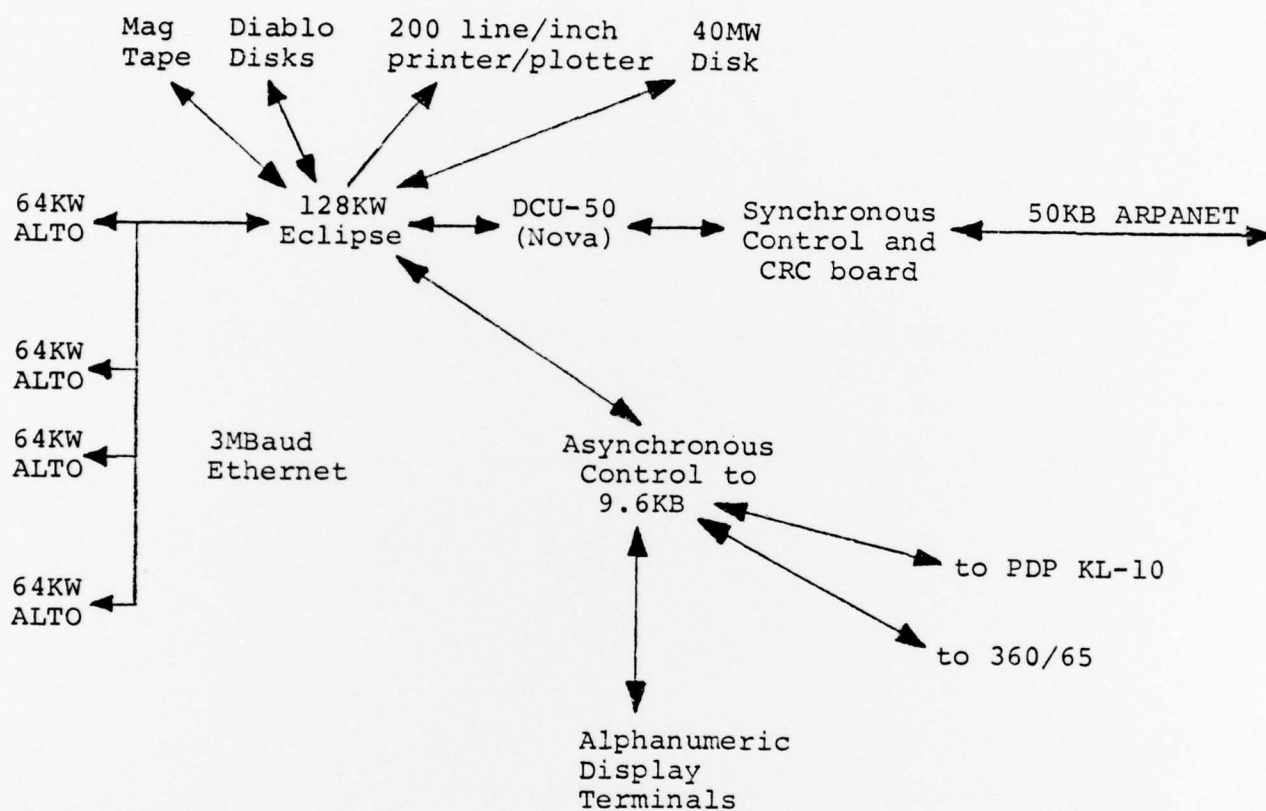 Mag
Tape
Diablo
Disks
200 line/inch
printer/plotter
40MW
Disk
64KW
ALTO
128KW
Eclipse
DCU-50
(Nova)
Synchronous
Control and
CRC board
50KB ARPANET
64KW
ALTO
64KW
ALTO
3MBaud
Ethernet
Asynchronous
Control to
9.6KB
64KW
ALTO
to PDP KL-10
to 360/65
Alphanumeric
Display
Terminals